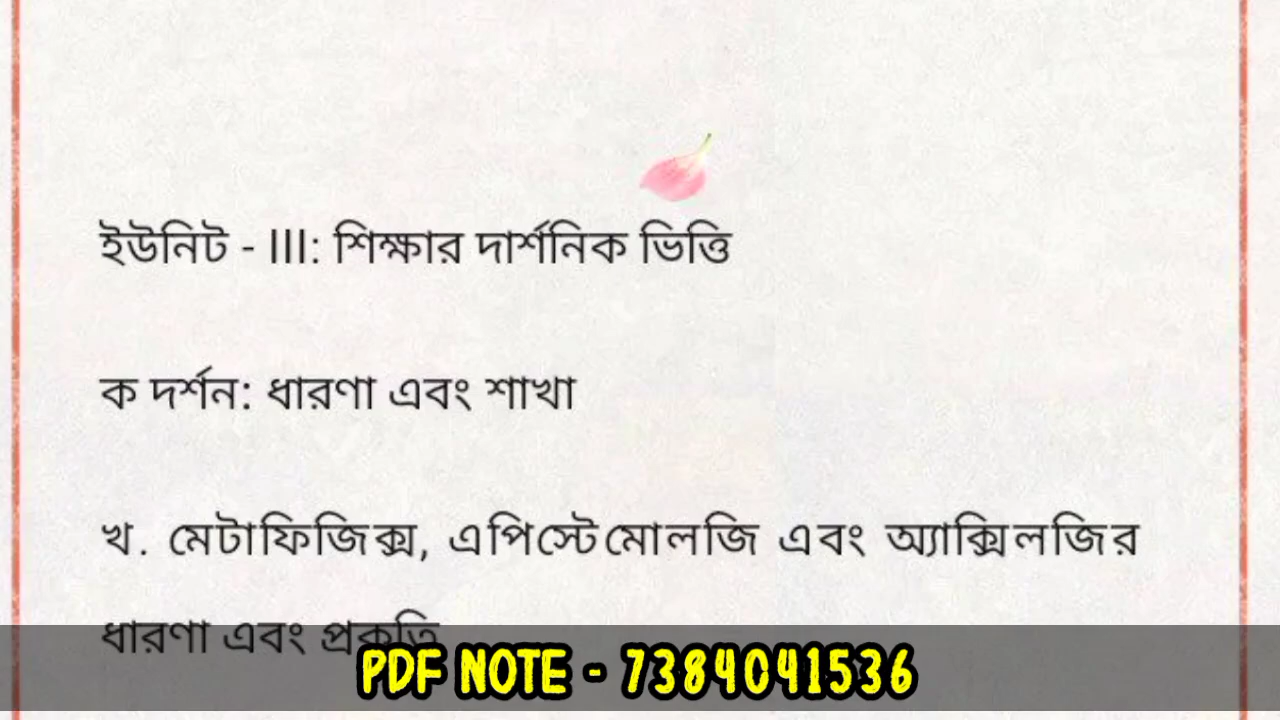 ইউনিট - III: শিক্ষার দার্শনিক ভিত্তি
ক দর্শন: ধারণা এবং শাখা
খ. মেটাফিজিক্স, এপিস্টেমোলজি এবং অ্যাক্সিলজির
ধারণা এবং প্রকৃতি
PDF NOTE - 7384041536